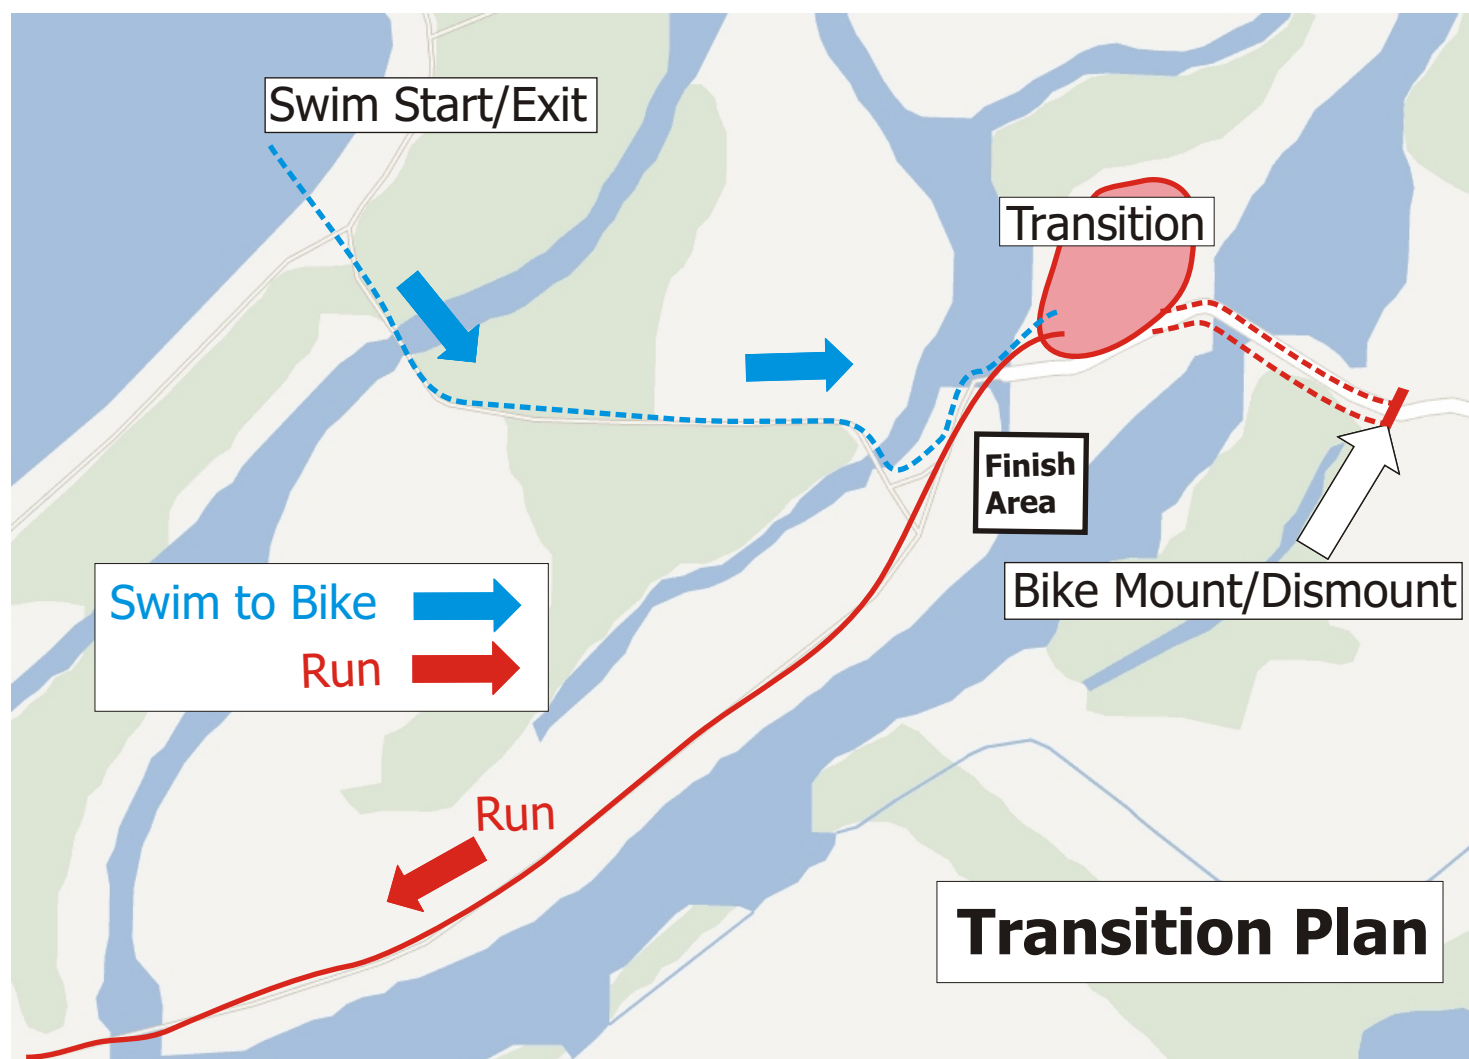 Swim Start/Exit
Transition
Finish
Area
Bike Mount/Dismount
Swim to Bike
Run
Run
Transition Plan